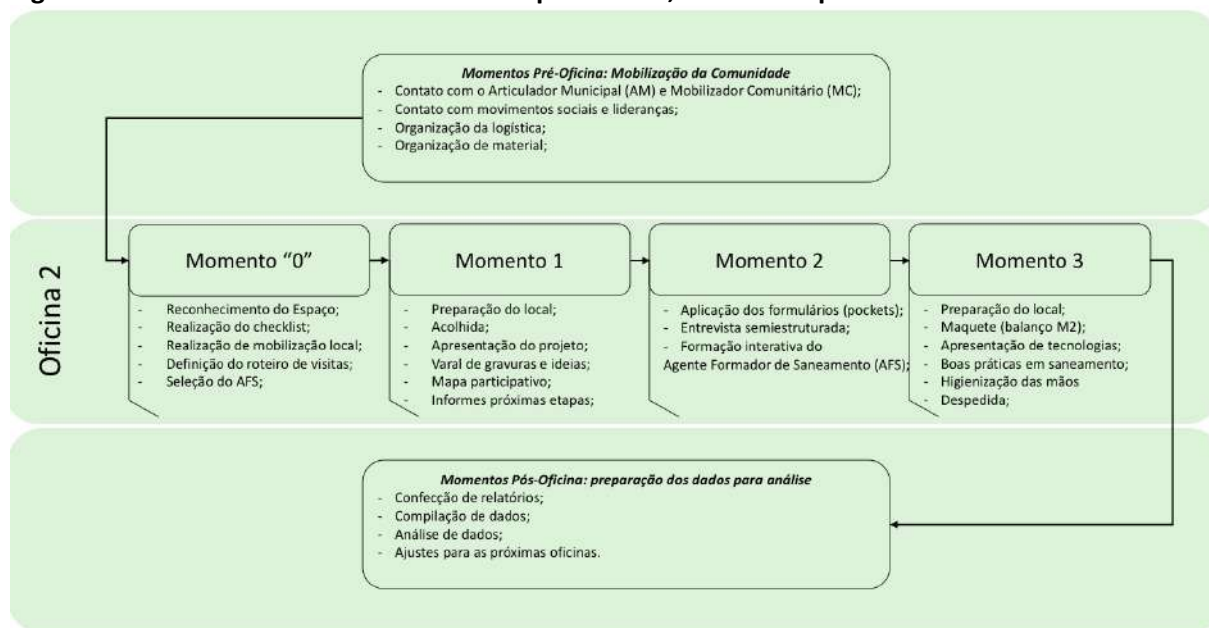 Momentos Pré-Oficina: Mobilização da Comunidade
- Contato com o Articulador Municipal (AM) e Mobilizador Comunitário (MC);
- Contato com movimentos sociais e lideranças;
- Organização da logística;
- Organização de material;
Oficina 2
Momento “0”
- Reconhecimento do Espaço;
- Realização do checklist;
- Realização de mobilização local;
- Definição do roteiro de visitas;
- Seleção do AFS;
Momento 1
- Preparação do local;
- Acolhida;
- Apresentação do projeto;
- Varal de gravuras e ideias;
- Mapa participativo;
- Informes próximas etapas;
Momento 2
- Aplicação dos formulários (pockets);
- Entrevista semiestruturada;
- Formação interativa do
Agente Formador de Saneamento (AFS);
Momento 3
- Preparação do local;
- Maquete (balanço M2);
- Apresentação de tecnologias;
- Boas práticas em saneamento;
- Higienização das mãos
- Despedida;
Momentos Pós-Oficina: preparação dos dados para análise
- Confecção de relatórios;
- Compilação de dados;
- Análise de dados;
- Ajustes para as próximas oficinas.